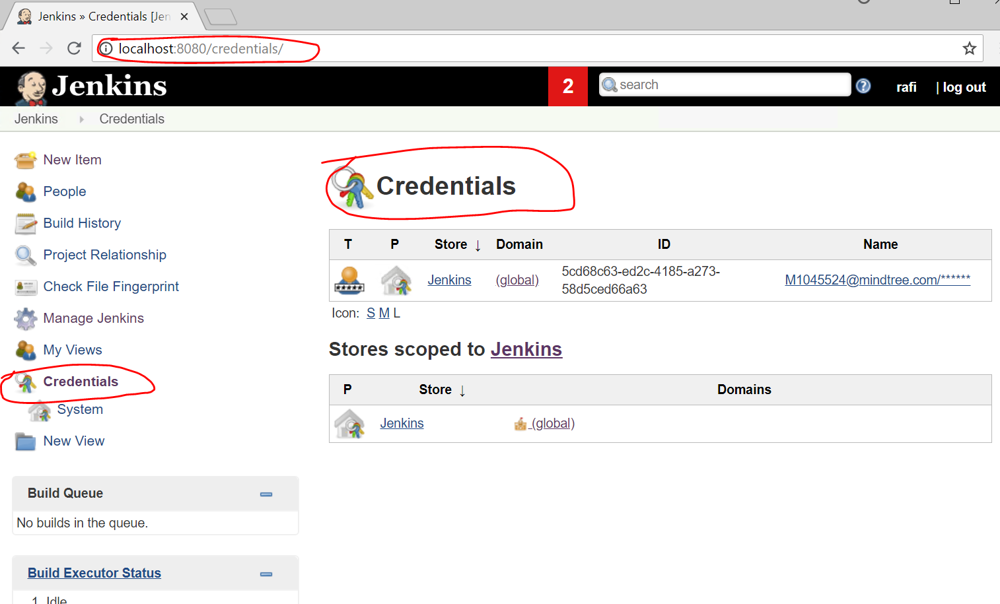 Jenkins » Credentials [Jen
localhost:8080/credentials/
Jenkins
2
search
rafi
| log out
Jenkins
Credentials
New Item
People
Build History
Project Relationship
Check File Fingerprint
Manage Jenkins
My Views
Credentials
System
New View
Build Queue
No builds in the queue.
Build Executor Status
1 Idle
Credentials
T P Store ↓ Domain ID Name
Jenkins (global) 5cd68c63-ed2c-4185-a273-
58d5ced66a63
M1045524@mindtree.com/******
Icon: S M L
Stores scoped to Jenkins
P Store ↓ Domains
Jenkins (global)